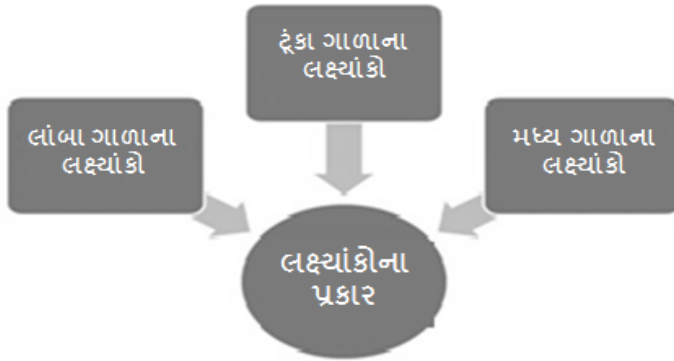 ટૂંકા ગાળાના
લક્ષ્યાંકો
લાંબા ગાળાના
લક્ષ્યાંકો
મધ્ય ગાળાના
લક્ષ્યાંકો
લક્ષ્યાંકોના
પ્રકાર